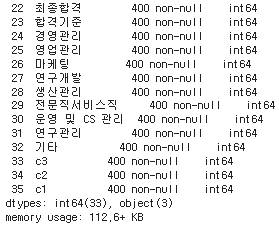 22 최종합격 400 non-null int64
23 합격기준 400 non-null int64
24 경영관리 400 non-null int64
25 영업관리 400 non-null int64
26 마케팅 400 non-null int64
27 연구개발 400 non-null int64
28 생산관리 400 non-null int64
29 전문직서비스직 400 non-null int64
30 운영 및 CS 관리 400 non-null int64
31 연구관리 400 non-null int64
32 기타 400 non-null int64
33 c3 400 non-null int64
34 c2 400 non-null int64
35 c1 400 non-null int64
dtypes: int64(33), object(3)
memory usage: 112.6+ KB